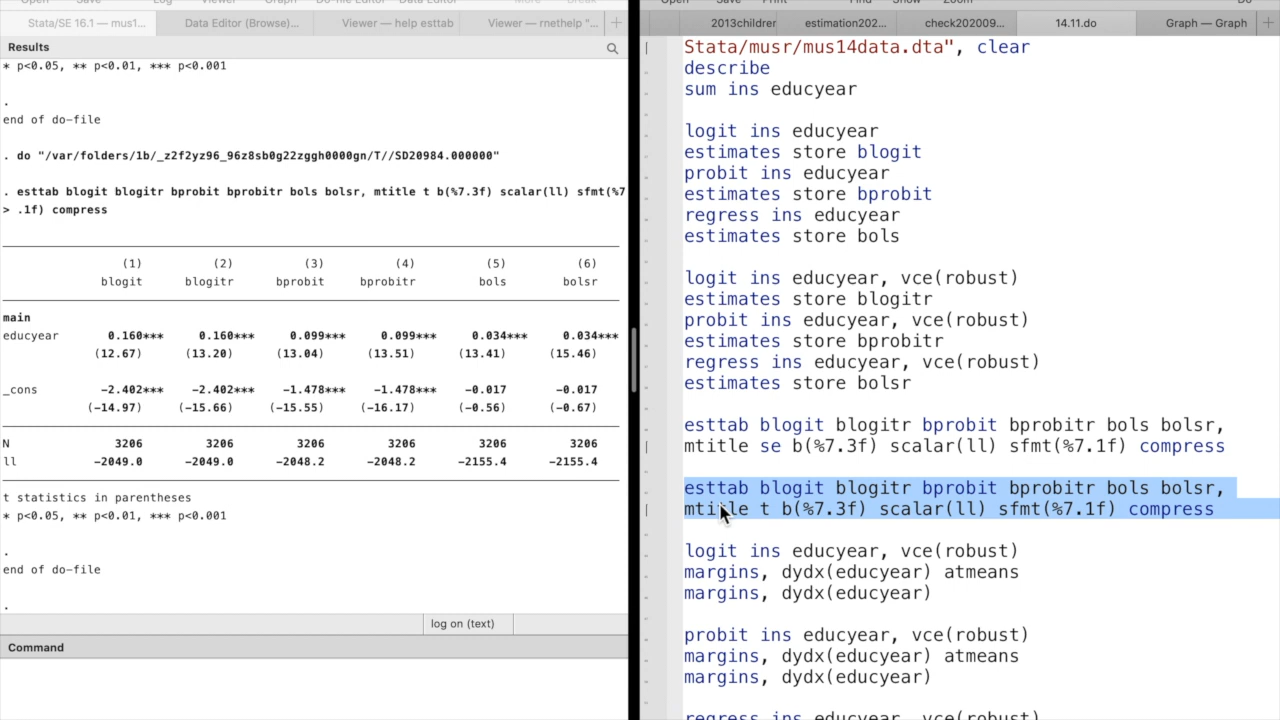 Stata/SE 16.1 — mus1...
Data Editor (Browse)...
Viewer — help esttab
Viewer — rnethelp "...
Results
* p<0.05, ** p<0.01, *** p<0.001
.
end of do-file
. do "/var/folders/1b/_z2f2yz96_96z8sb0g22zggh0000gn/T//SD20984.000000"
. esttab blogit blogitr bprobit bprobitr bols bolsr, mtitle t b(%7.3f) scalar(ll) sfmt(%7
> .1f) compress
(1) (2) (3) (4) (5) (6)
blogit blogitr bprobit bprobitr bols bolsr
main
educyear 0.160*** 0.160*** 0.099*** 0.099*** 0.034*** 0.034***
(12.67) (13.20) (13.04) (13.51) (13.41) (15.46)
_cons -2.402*** -2.402*** -1.478*** -1.478*** -0.017 -0.017
(-14.97) (-15.66) (-15.55) (-16.17) (-0.56) (-0.67)
N 3206 3206 3206 3206 3206 3206
ll -2049.0 -2049.0 -2048.2 -2048.2 -2155.4 -2155.4
t statistics in parentheses
* p<0.05, ** p<0.01, *** p<0.001
.
end of do-file
.
log on (text)
Command
2013childrer
estimation202...
check202009...
14.11.do
Graph — Graph
Stata/musr/mus14data.dta", clear
describe
sum ins educyear
logit ins educyear
estimates store blogit
probit ins educyear
estimates store bprobit
regress ins educyear
estimates store bols
logit ins educyear, vce(robust)
estimates store blogitr
probit ins educyear, vce(robust)
estimates store bprobitr
regress ins educyear, vce(robust)
estimates store bolsr
esttab blogit blogitr bprobit bprobitr bols bolsr,
mtitle se b(%7.3f) scalar(ll) sfmt(%7.1f) compress
esttab blogit blogitr bprobit bprobitr bols bolsr,
mtitle t b(%7.3f) scalar(ll) sfmt(%7.1f) compress
logit ins educyear, vce(robust)
margins, dydx(educyear) atmeans
margins, dydx(educyear)
probit ins educyear, vce(robust)
margins, dydx(educyear) atmeans
margins, dydx(educyear)
regress ins educyear, vce(robust)